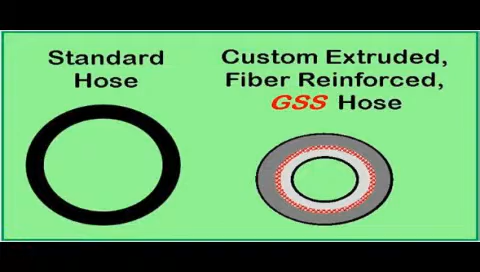 Standard
Hose
Custom Extruded,
Fiber Reinforced,
GSS Hose